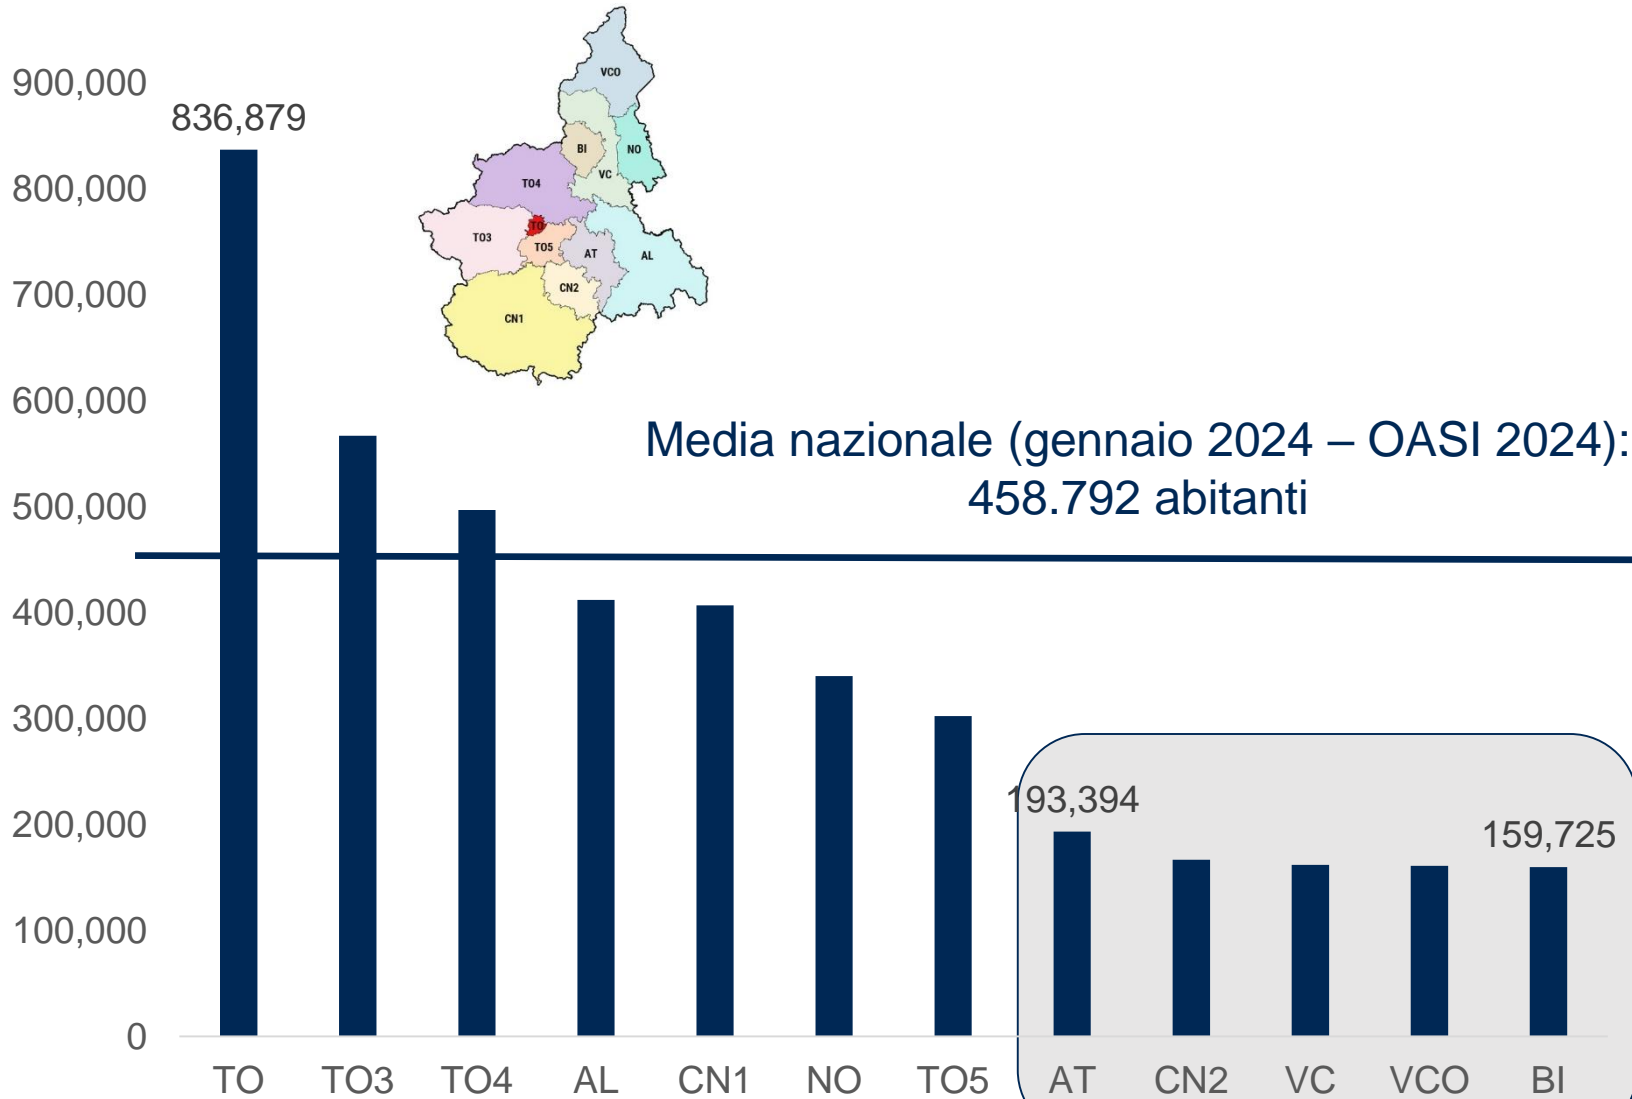 900,000
800,000
700,000
600,000
500,000
400,000
300,000
200,000
100,000
0
836,879
VCO
BI
NO
VC
TO4
TO
TO3
TO5
AT
AL
CN2
CN1
Media nazionale (gennaio 2024 – OASI 2024):
458.792 abitanti
193,394
159,725
TO TO3 TO4 AL CN1 NO TO5 AT CN2 VC VCO BI